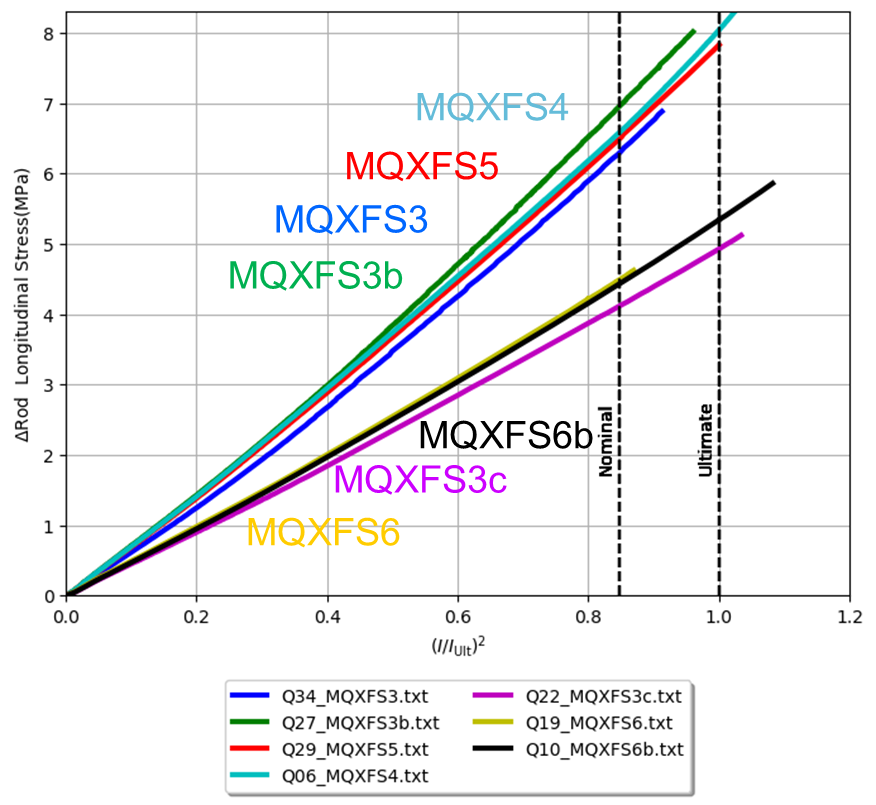 8
7
6
5
4
3
2
1
0
ΔRod Longitudinal Stress(MPa)
MQXFS4
MQXFS5
MQXFS3
MQXFS3b
MQXFS6b
MQXFS3c
MQXFS6
Nominal
Ultimate
0.0 0.2 0.4 0.6 0.8 1.0 1.2
(I/I_Ult)²
Q34_MQXFS3.txt
Q27_MQXFS3b.txt
Q29_MQXFS5.txt
Q06_MQXFS4.txt
Q22_MQXFS3c.txt
Q19_MQXFS6.txt
Q10_MQXFS6b.txt